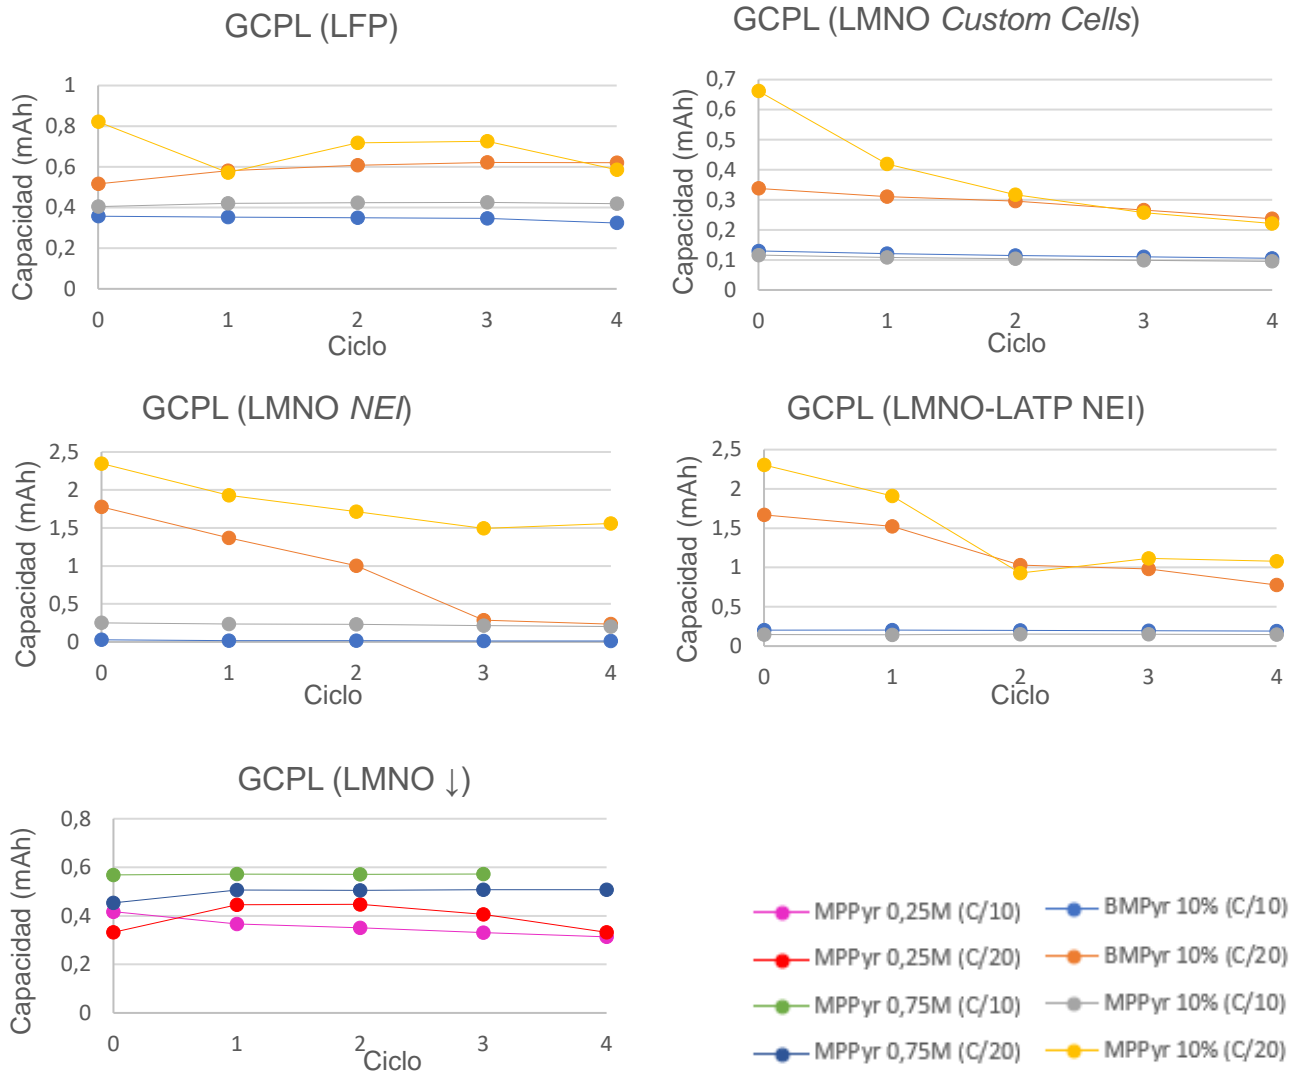 GCPL (LFP)
Capacidad (mAh)
1
0,8
0,6
0,4
0,2
0
0 1 2 3 4
Ciclo
GCPL (LMNO Custom Cells)
Capacidad (mAh)
0,7
0,6
0,5
0,4
0,3
0,2
0,1
0
0 1 2 3 4
Ciclo
GCPL (LMNO NEI)
Capacidad (mAh)
2,5
2
1,5
1
0,5
0
0 1 2 3 4
Ciclo
GCPL (LMNO-LATP NEI)
Capacidad (mAh)
2,5
2
1,5
1
0,5
0
0 1 2 3 4
Ciclo
GCPL (LMNO ↓)
Capacidad (mAh)
0,8
0,6
0,4
0,2
0
0 1 2 3 4
Ciclo
MPPyr 0,25M (C/10)
MPPyr 0,25M (C/20)
MPPyr 0,75M (C/10)
MPPyr 0,75M (C/20)
BMPyr 10% (C/10)
BMPyr 10% (C/20)
MPPyr 10% (C/10)
MPPyr 10% (C/20)